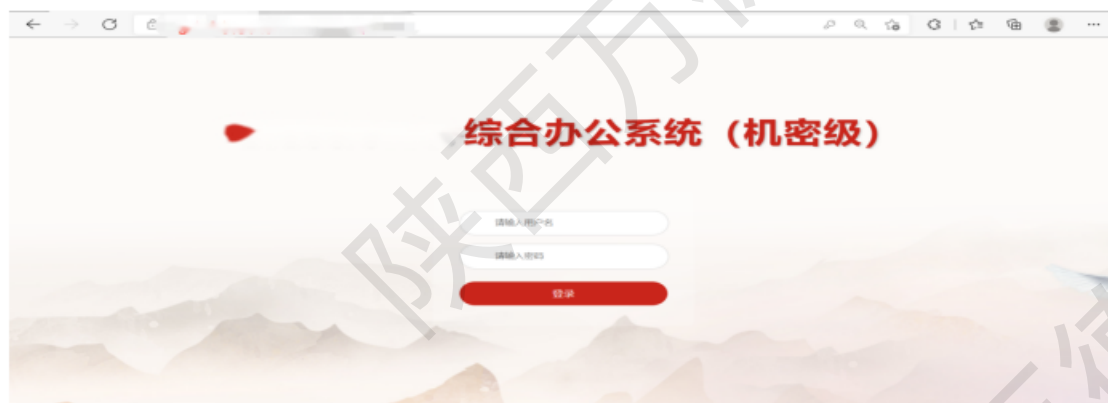 综合办公系统（机密级）
请输入用户名
请输入密码
登录
陕西万